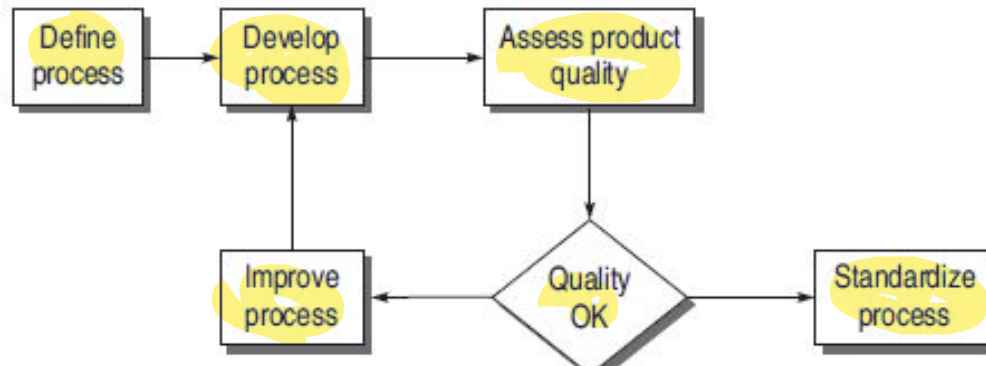 Define
process
Develop
process
Assess product
quality
Improve
process
Quality
OK
Standardize
process